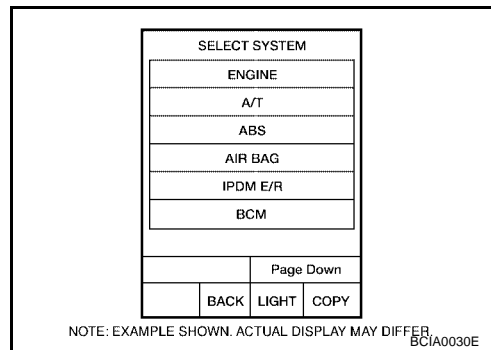 SELECT SYSTEM
ENGINE
A/T
ABS
AIR BAG
IPDM E/R
BCM
Page Down
BACK LIGHT COPY
NOTE: EXAMPLE SHOWN. ACTUAL DISPLAY MAY DIFFER.
BCIA0030E